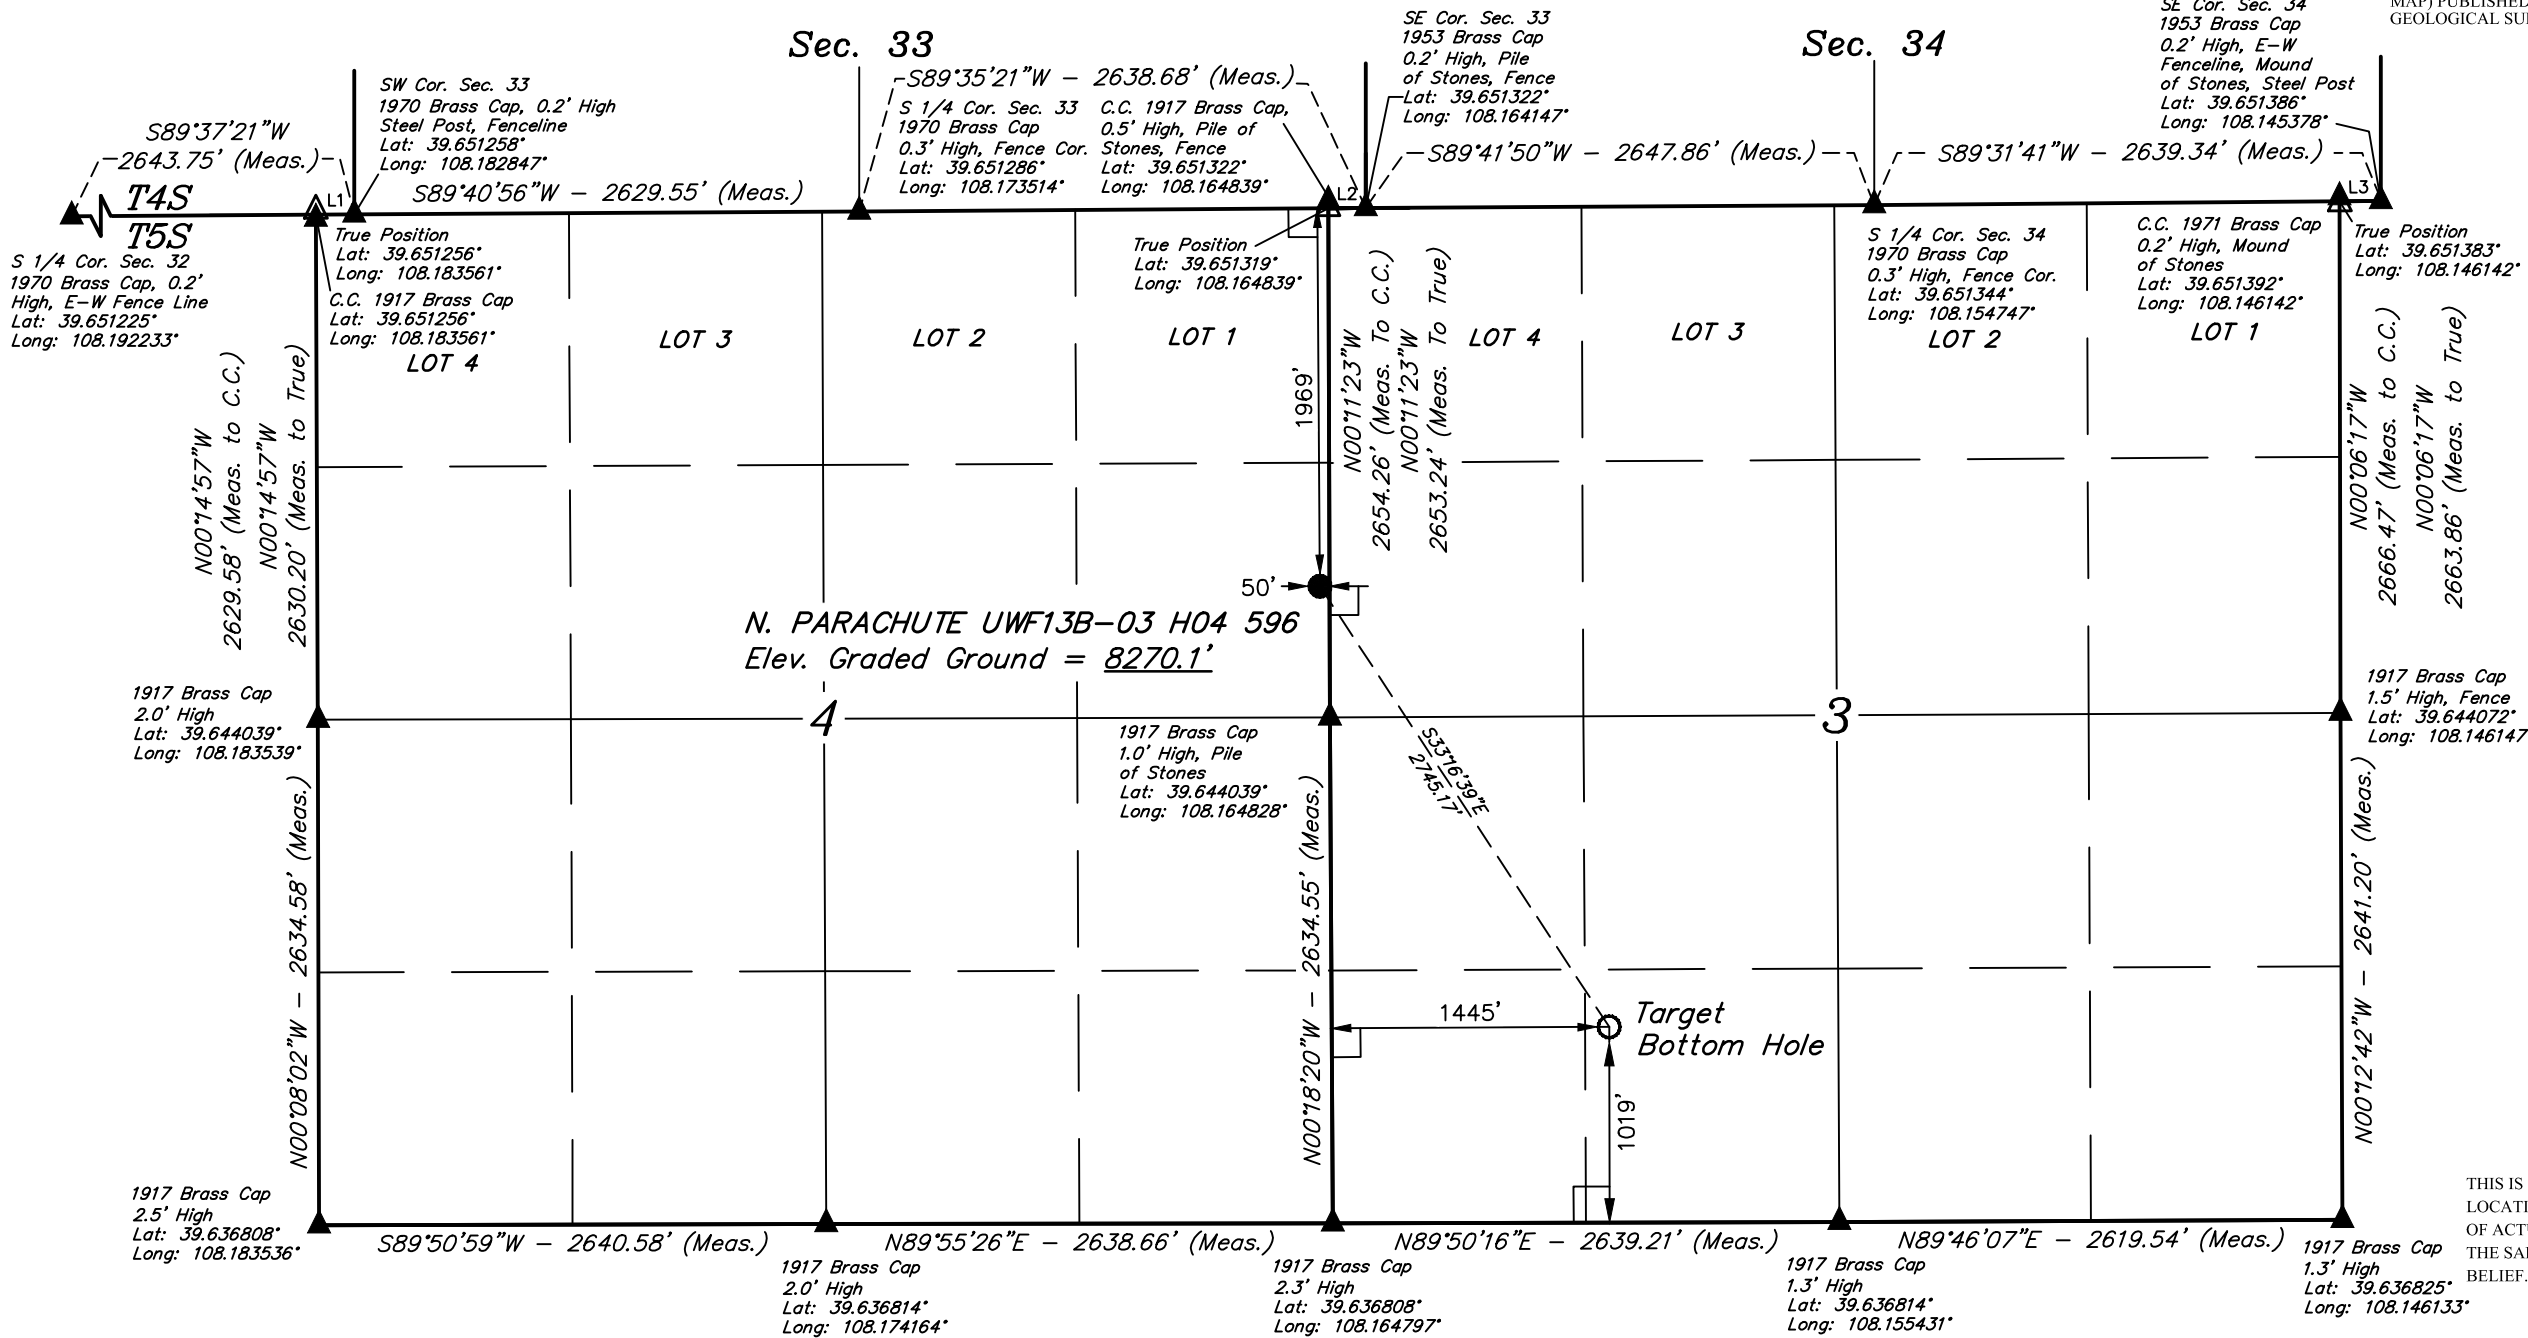 MAP) PUBLISHED
GEOLOGICAL SU
Sec. 33
Sec. 34
SE Cor. Sec. 33
1953 Brass Cap
0.2' High, Pile
of Stones, Fence
Lat: 39.651322°
Long: 108.164147°
SE Cor. Sec. 34
1953 Brass Cap
0.2' High, E-W
Fenceline, Mound
of Stones, Steel Post
Lat: 39.651386°
Long: 108.145378°
SW Cor. Sec. 33
1970 Brass Cap, 0.2' High
Steel Post, Fenceline
Lat: 39.651258°
Long: 108.182847°
S89°35'21"W - 2638.68' (Meas.)
S 1/4 Cor. Sec. 33
1970 Brass Cap
0.3' High, Fence Cor.
Lat: 39.651286°
Long: 108.173514°
C.C. 1917 Brass Cap,
0.5' High, Pile of
Stones, Fence
Lat: 39.651322°
Long: 108.164839°
S89°37'21"W
2643.75' (Meas.)
S89°40'56"W - 2629.55' (Meas.)
S89°41'50"W - 2647.86' (Meas.)
S89°31'41"W - 2639.34' (Meas.)
T4S
T5S
L1
L2
L3
S 1/4 Cor. Sec. 32
1970 Brass Cap, 0.2'
High, E-W Fence Line
Lat: 39.651225°
Long: 108.192233°
True Position
Lat: 39.651256°
Long: 108.183561°
C.C. 1917 Brass Cap
Lat: 39.651256°
Long: 108.183561°
True Position
Lat: 39.651319°
Long: 108.164839°
S 1/4 Cor. Sec. 34
1970 Brass Cap
0.3' High, Fence Cor.
Lat: 39.651344°
Long: 108.154747°
C.C. 1971 Brass Cap
0.2' High, Mound
of Stones
Lat: 39.651392°
Long: 108.146142°
True Position
Lat: 39.651383°
Long: 108.146142°
LOT 4
LOT 3
LOT 2
LOT 1
LOT 4
LOT 3
LOT 2
LOT 1
N00°14'57"W
2629.58' (Meas. to C.C.)
N00°14'57"W
2630.20' (Meas. to True)
1969'
N00°11'23"W
2654.26' (Meas. To C.C.)
N00°11'23"W
2653.24' (Meas. To True)
N00°06'17"W
2666.47' (Meas. to C.C.)
N00°06'17"W
2663.86' (Meas. to True)
50'
N. PARACHUTE UWF13B-03 H04 596
Elev. Graded Ground = 8270.1'
1917 Brass Cap
2.0' High
Lat: 39.644039°
Long: 108.183539°
4
1917 Brass Cap
1.0' High, Pile
of Stones
Lat: 39.644039°
Long: 108.164828°
3
1917 Brass Cap
1.5' High, Fence
Lat: 39.644072°
Long: 108.146147
S33°16'39"E
2745.17'
N00°08'02"W - 2634.58' (Meas.)
N00°18'20"W - 2634.55' (Meas.)
N00°12'42"W - 2641.20' (Meas.)
1445'
Target
Bottom Hole
1019'
1917 Brass Cap
2.5' High
Lat: 39.636808°
Long: 108.183536°
S89°50'59"W - 2640.58' (Meas.)
N89°55'26"E - 2638.66' (Meas.)
N89°50'16"E - 2639.21' (Meas.)
N89°46'07"E - 2619.54' (Meas.)
1917 Brass Cap
2.0' High
Lat: 39.636814°
Long: 108.174164°
1917 Brass Cap
2.3' High
Lat: 39.636808°
Long: 108.164797°
1917 Brass Cap
1.3' High
Lat: 39.636814°
Long: 108.155431°
1917 Brass Cap
1.3' High
Lat: 39.636825°
Long: 108.146133°
THIS IS
LOCATI
OF ACTU
THE SA
BELIEF.